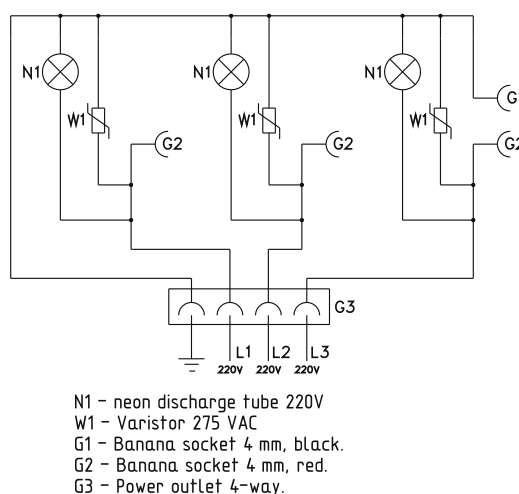 N1 N1 N1
G1
W1 G2 W1 G2 W1 G2
G3
L1 L2 L3
220V 220V 220V
N1 - neon discharge tube 220V
W1 - Varistor 275 VAC
G1 - Banana socket 4 mm, black.
G2 - Banana socket 4 mm, red.
G3 - Power outlet 4-way.